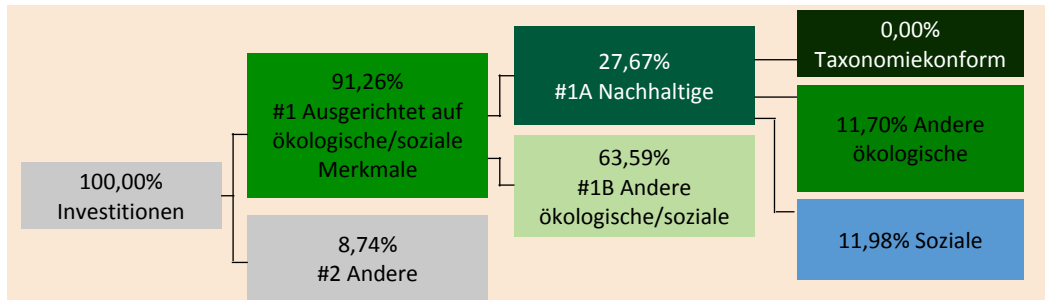 100,00%
Investitionen
91,26%
#1 Ausgerichtet auf
ökologische/soziale
Merkmale
8,74%
#2 Andere
27,67%
#1A Nachhaltige
63,59%
#1B Andere
ökologische/soziale
0,00%
Taxonomiekonform
11,70% Andere
ökologische
11,98% Soziale